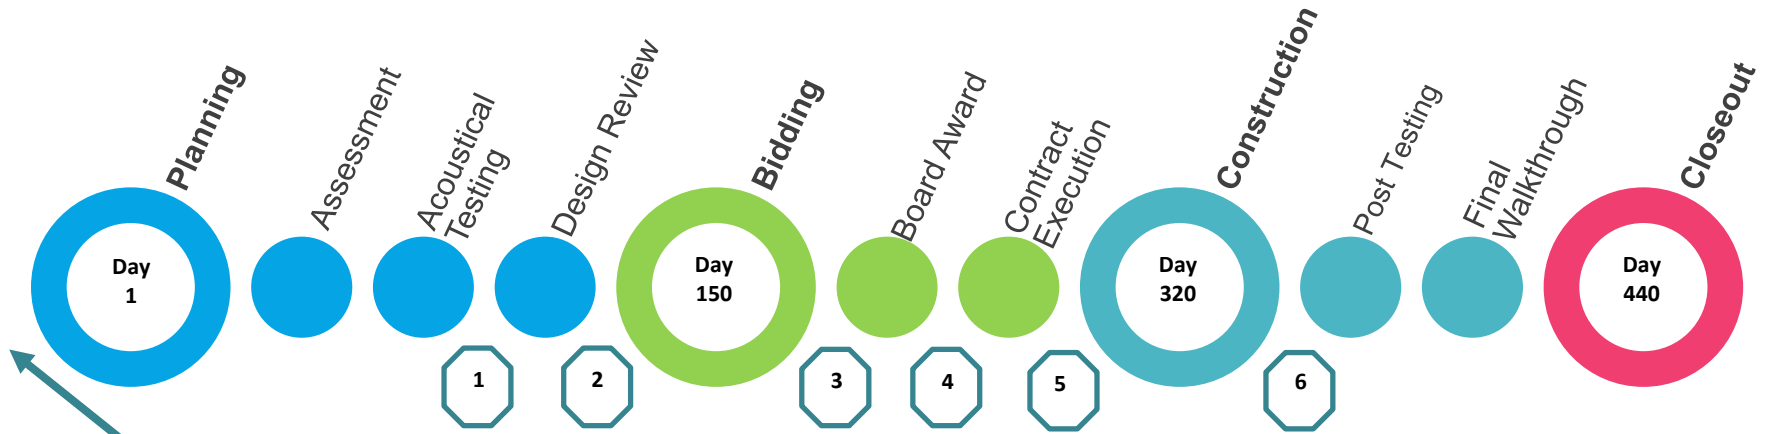 Planning
Assessment
Acoustical
Testing
Design Review
Bidding
Board Award
Contract
Execution
Construction
Post Testing
Final
Walkthrough
Closeout
Day
1
Day
150
Day
320
Day
440
1
2
3
4
5
6